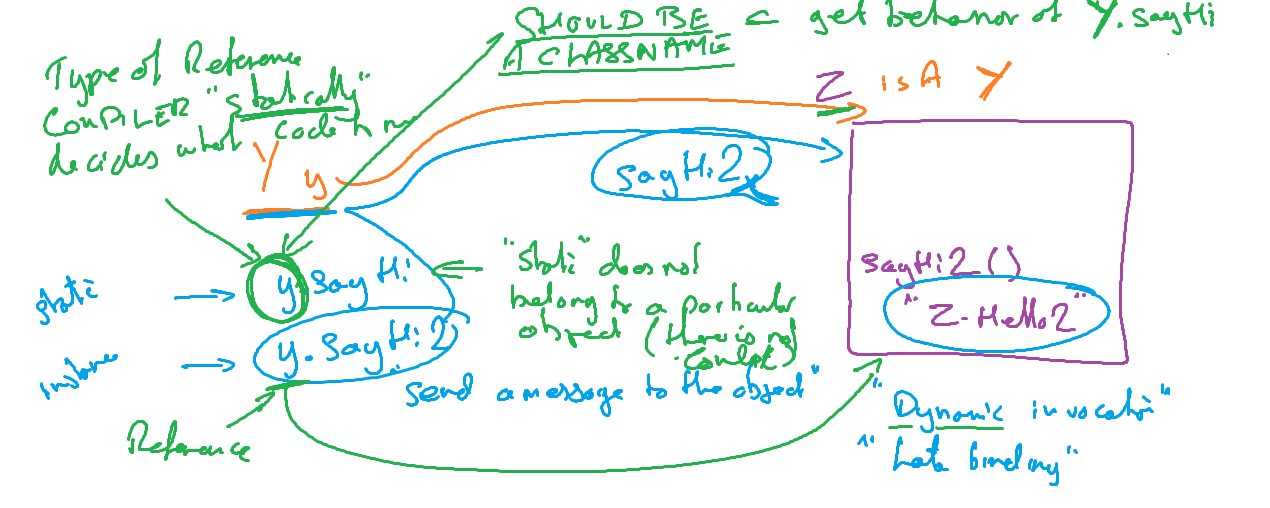 SHOULD BE ⊂ get behavior of Y.sayHi
A CLASSNAME
Type of Reference
COMPILER "statically"
decides what code to run
Z is A Y
Y y
sayHi2
"static" does not
belong to a particular
object (there is no
context)
static → y.sayHi
instance → y.sayHi2
sayHi2()
"Z-Hello2"
"send a message to the object"
Reference
"Dynamic invocation"
"Late binding"